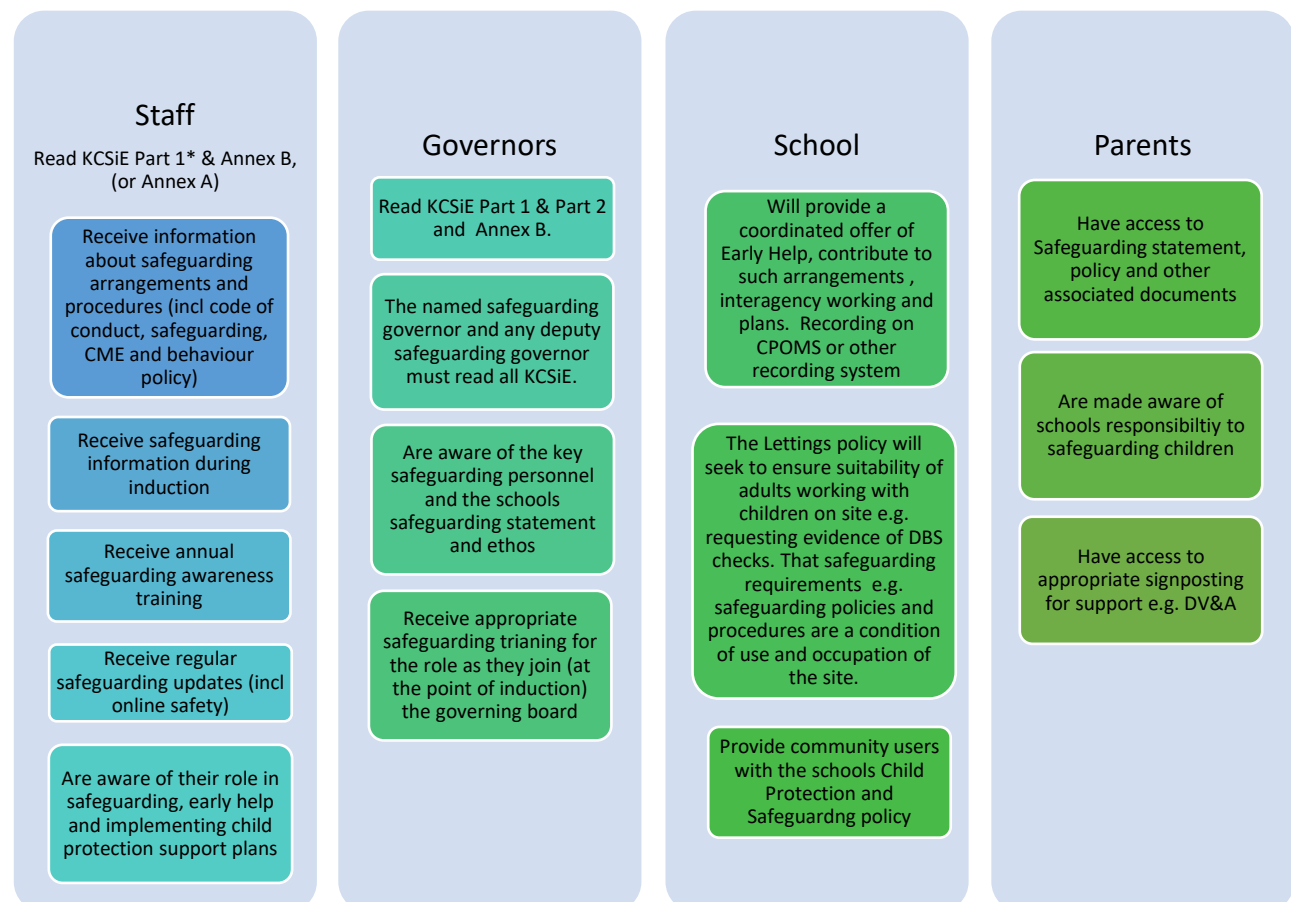 Staff
Read KCSiE Part 1* & Annex B,
(or Annex A)
Receive information
about safeguarding
arrangements and
procedures (incl code of
conduct, safeguarding,
CME and behaviour
policy)
Receive safeguarding
information during
induction
Receive annual
safeguarding awareness
training
Receive regular
safeguarding updates (incl
online safety)
Are aware of their role in
safeguarding, early help
and implementing child
protection support plans
Governors
Read KCSiE Part 1 & Part 2
and Annex B.
The named safeguarding
governor and any deputy
safeguarding governor
must read all KCSiE.
Are aware of the key
safeguarding personnel
and the schools
safeguarding statement
and ethos
Receive appropriate
safeguarding trianing for
the role as they join (at
the point of induction)
the governing board
School
Will provide a
coordinated offer of
Early Help, contribute to
such arrangements ,
interagency working and
plans. Recording on
CPOMS or other
recording system
The Lettings policy will
seek to ensure suitability of
adults working with
children on site e.g.
requesting evidence of DBS
checks. That safeguarding
requirements e.g.
safeguarding policies and
procedures are a condition
of use and occupation of
the site.
Provide community users
with the schools Child
Protection and
Safeguardng policy
Parents
Have access to
Safeguarding statement,
policy and other
associated documents
Are made aware of
schools responsibiltiy to
safeguarding children
Have access to
appropriate signposting
for support e.g. DV&A